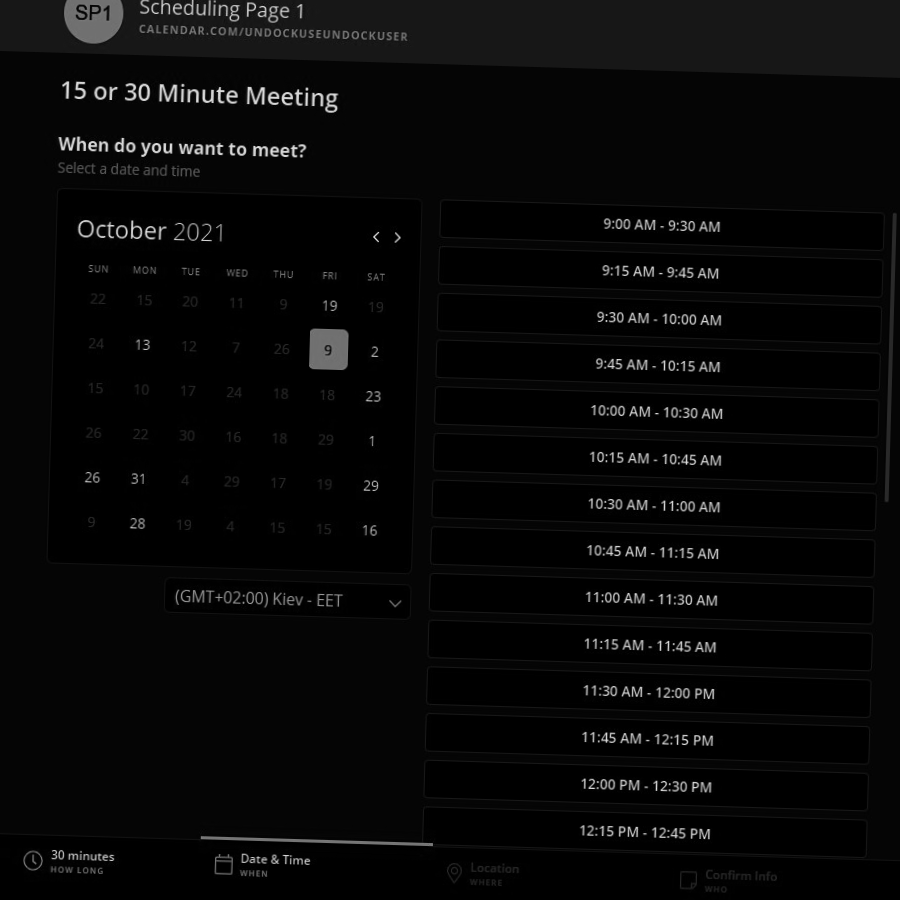 SP1
Scheduling Page 1
CALENDAR.COM/UNDOCKUSEUNDOCKUSER
15 or 30 Minute Meeting
When do you want to meet?
Select a date and time
October 2021
SUN MON TUE WED THU FRI SAT
22 15 20 11 9 19 19
24 13 12 7 26 9 2
15 10 17 24 18 18 23
26 22 30 16 18 29 1
26 31 4 29 17 19 29
9 28 19 4 15 15 16
(GMT+02:00) Kiev - EET
9:00 AM - 9:30 AM
9:15 AM - 9:45 AM
9:30 AM - 10:00 AM
9:45 AM - 10:15 AM
10:00 AM - 10:30 AM
10:15 AM - 10:45 AM
10:30 AM - 11:00 AM
10:45 AM - 11:15 AM
11:00 AM - 11:30 AM
11:15 AM - 11:45 AM
11:30 AM - 12:00 PM
11:45 AM - 12:15 PM
12:00 PM - 12:30 PM
12:15 PM - 12:45 PM
30 minutes
HOW LONG
Date & Time
WHEN
Location
WHERE
Confirm Info
WHO